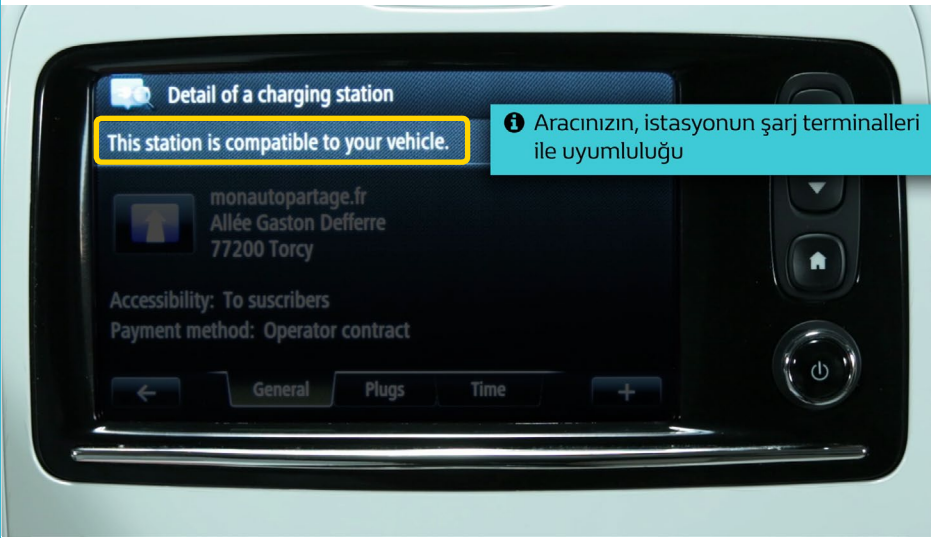 Detail of a charging station
This station is compatible to your vehicle.
Aracınızın, istasyonun şarj terminalleri
ile uyumluluğu
monautopartage.fr
Allée Gaston Defferre
77200 Torcy
Accessibility: To suscribers
Payment method: Operator contract
General Plugs Time